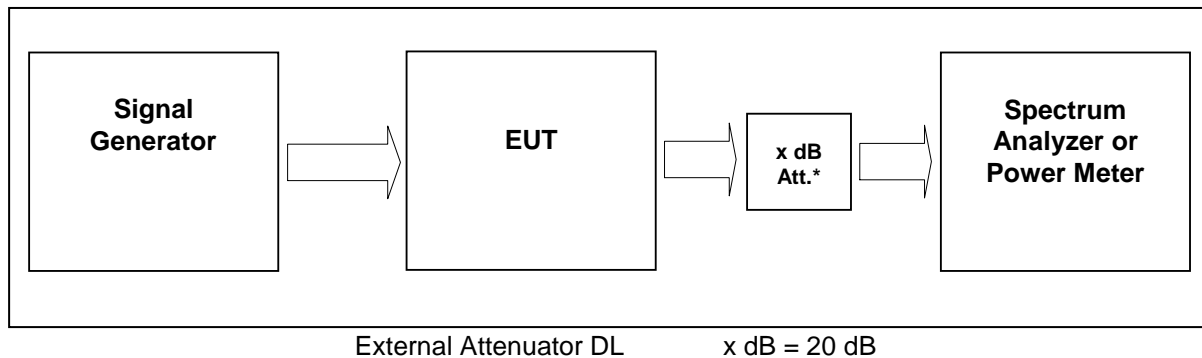 Signal
Generator
EUT
x dB
Att.*
Spectrum
Analyzer or
Power Meter
External Attenuator DL x dB = 20 dB